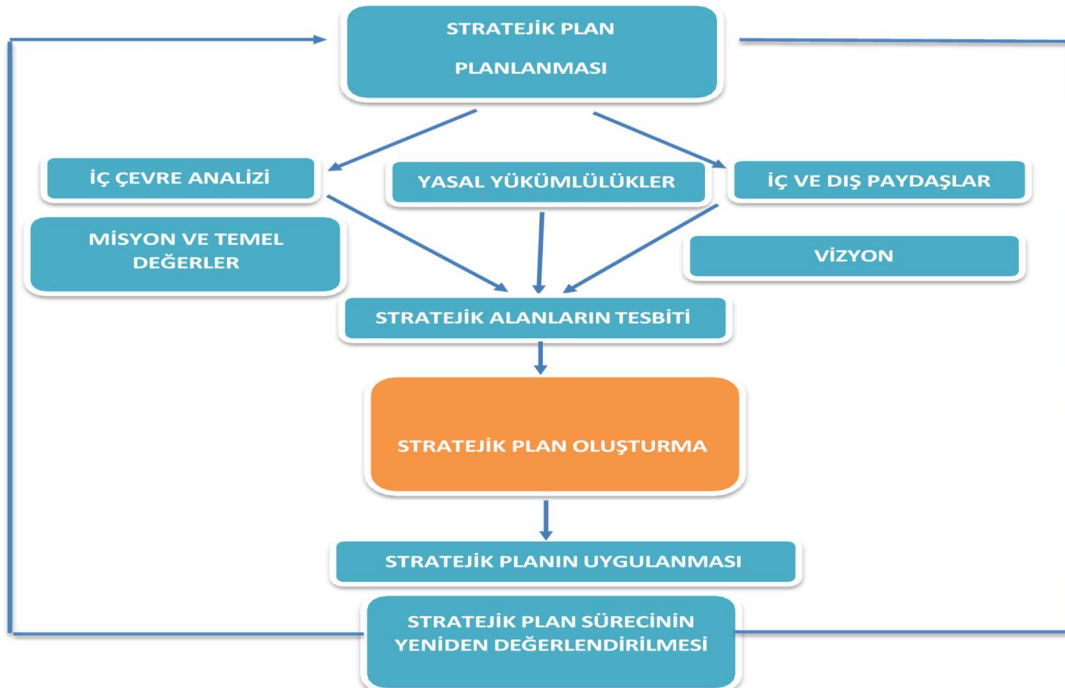 STRATEJİK PLAN
PLANLANMASI
İÇ ÇEVRE ANALİZİ
YASAL YÜKÜMLÜLÜKLER
İÇ VE DIŞ PAYDAŞLAR
MİSYON VE TEMEL
DEĞERLER
VİZYON
STRATEJİK ALANLARIN TESBİTİ
STRATEJİK PLAN OLUŞTURMA
STRATEJİK PLANIN UYGULANMASI
STRATEJİK PLAN SÜRECİNİN
YENİDEN DEĞERLENDİRİLMESİ